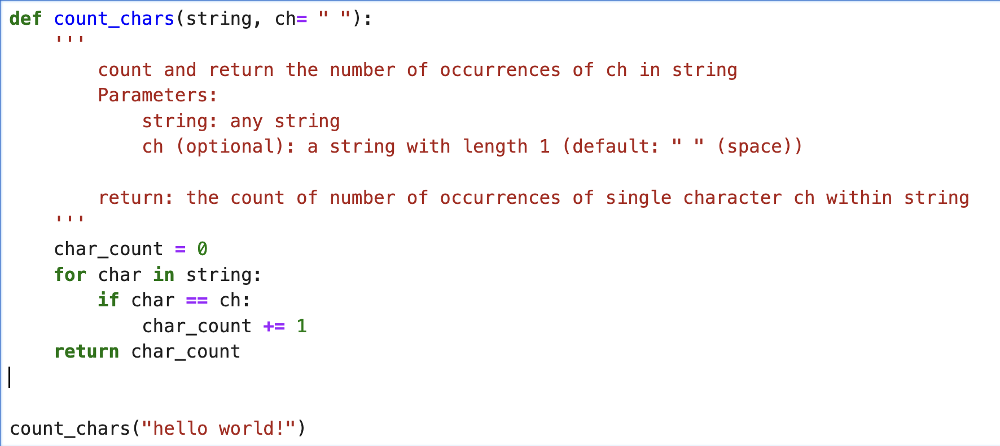 def count_chars(string, ch= " "):
    '''
        count and return the number of occurrences of ch in string
        Parameters:
            string: any string
            ch (optional): a string with length 1 (default: " " (space))

        return: the count of number of occurrences of single character ch within string
    '''
    char_count = 0
    for char in string:
        if char == ch:
            char_count += 1
    return char_count


count_chars("hello world!")